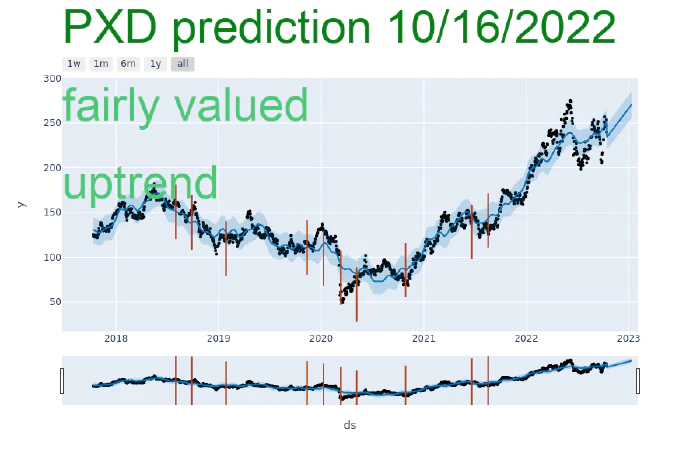 PXD prediction 10/16/2022
1w 1m 6m 1y all
300
fairly valued
250
200
uptrend
150
y
100
50
2018 2019 2020 2021 2022 2023
ds